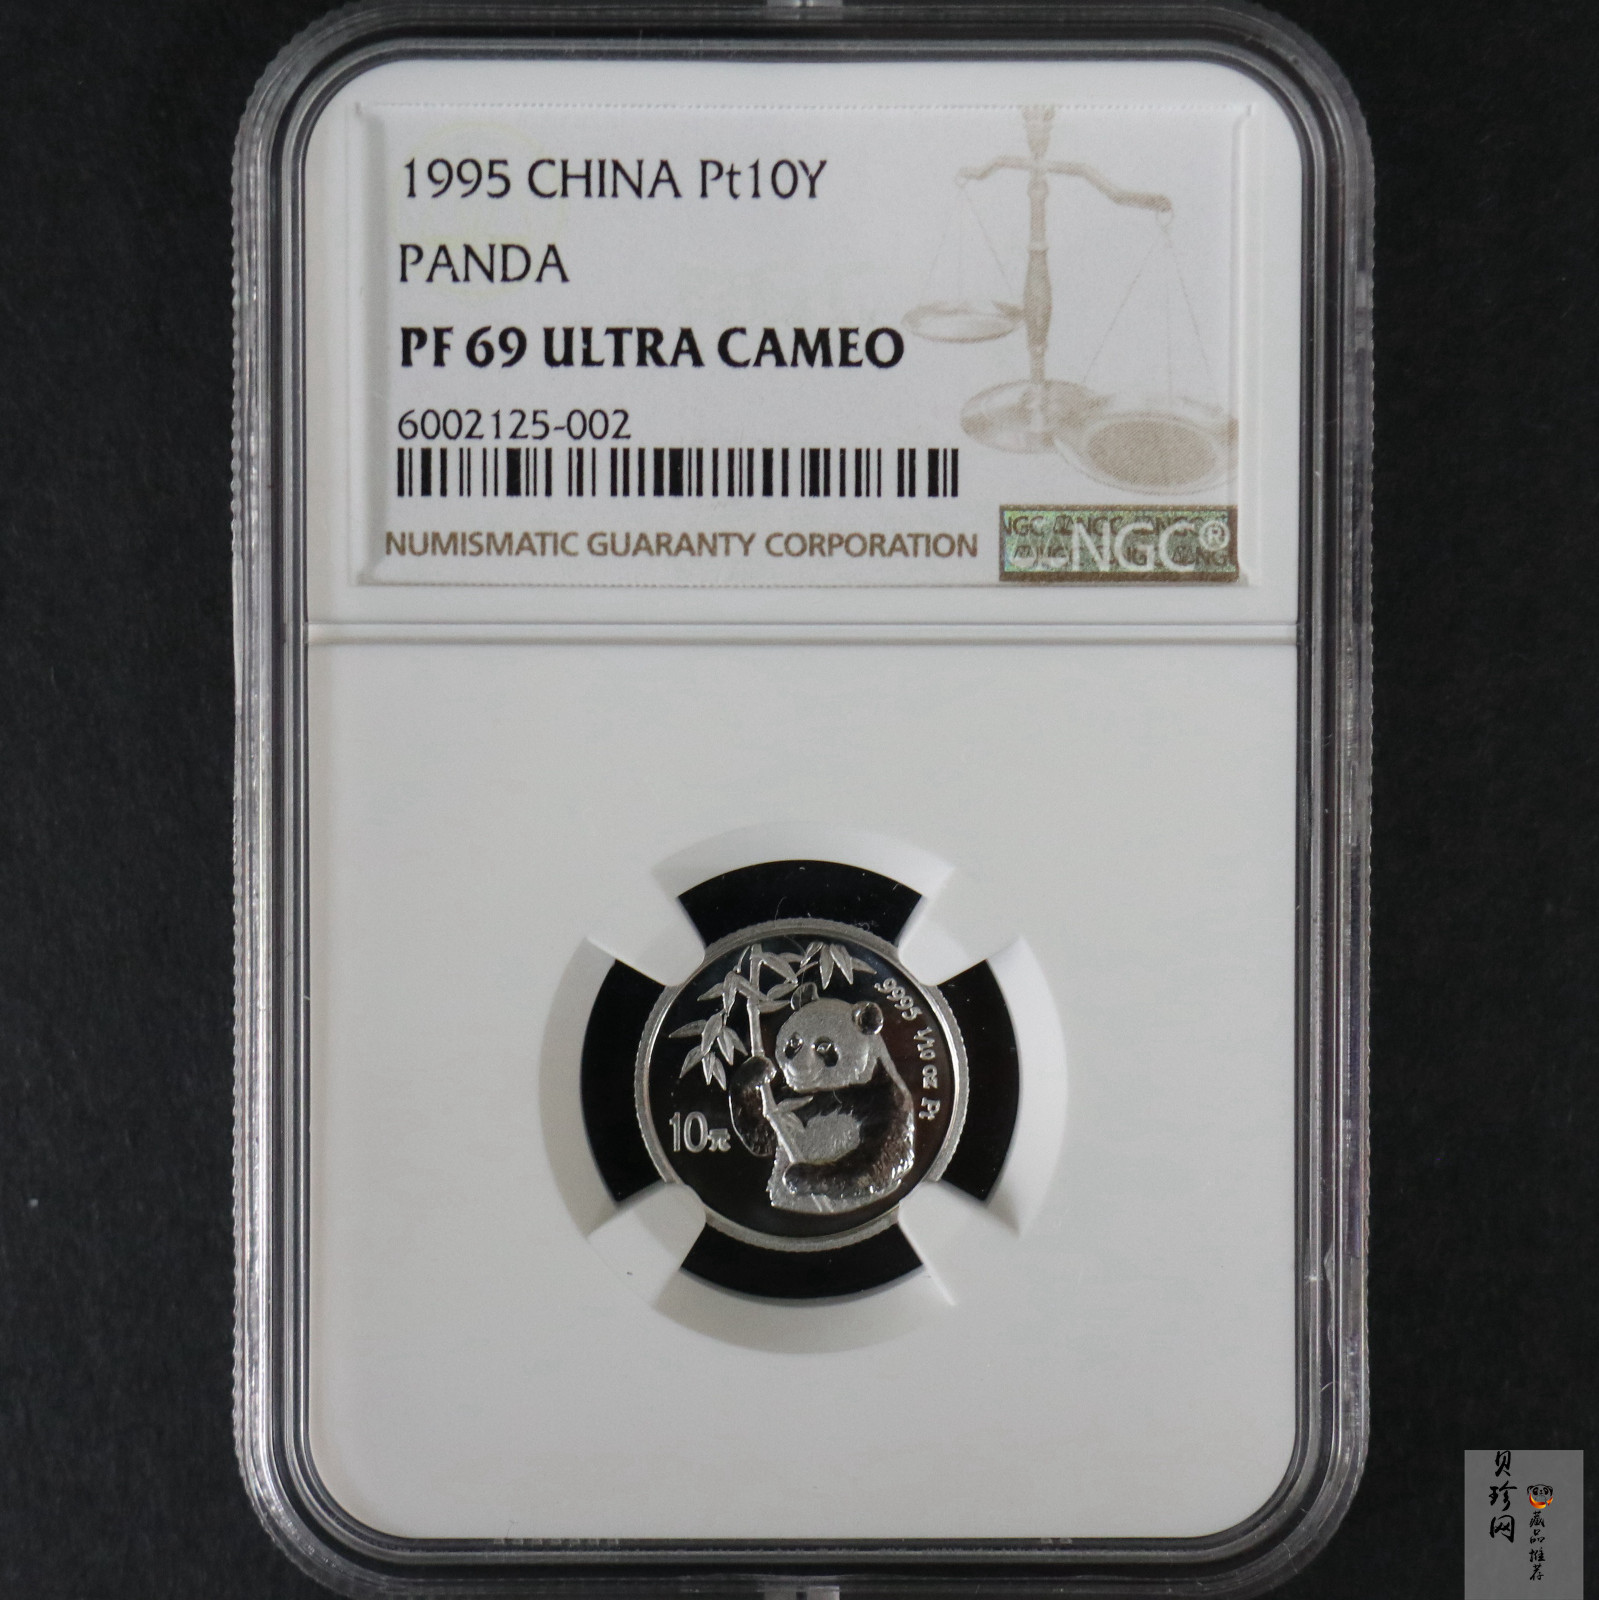 1995 CHINA Pt10Y
PANDA
PF 69 ULTRA CAMEO
6002125-002
NUMISMATIC GUARANTY CORPORATION
NGC®
.9995 1/10 oz Pt
10元
贝珍网
藏品推荐